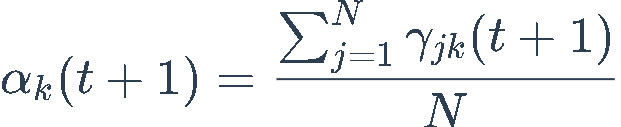 α_k(t + 1) = \frac{\sum_{j=1}^{N} γ_{jk}(t + 1)}{N}